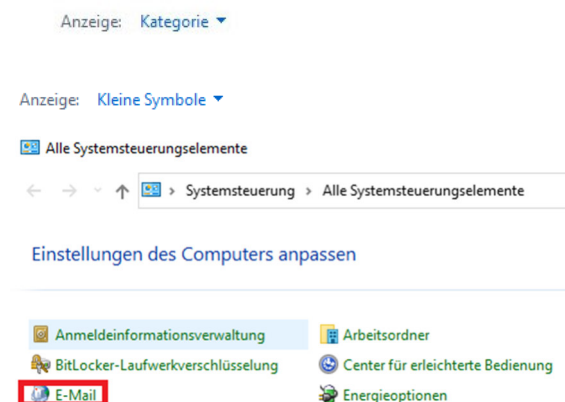 Anzeige: Kategorie
Anzeige: Kleine Symbole
Alle Systemsteuerungselemente
Systemsteuerung > Alle Systemsteuerungselemente
Einstellungen des Computers anpassen
Anmeldeinformationsverwaltung Arbeitsordner
BitLocker-Laufwerkverschlüsselung Center für erleichterte Bedienung
E-Mail Energieoptionen